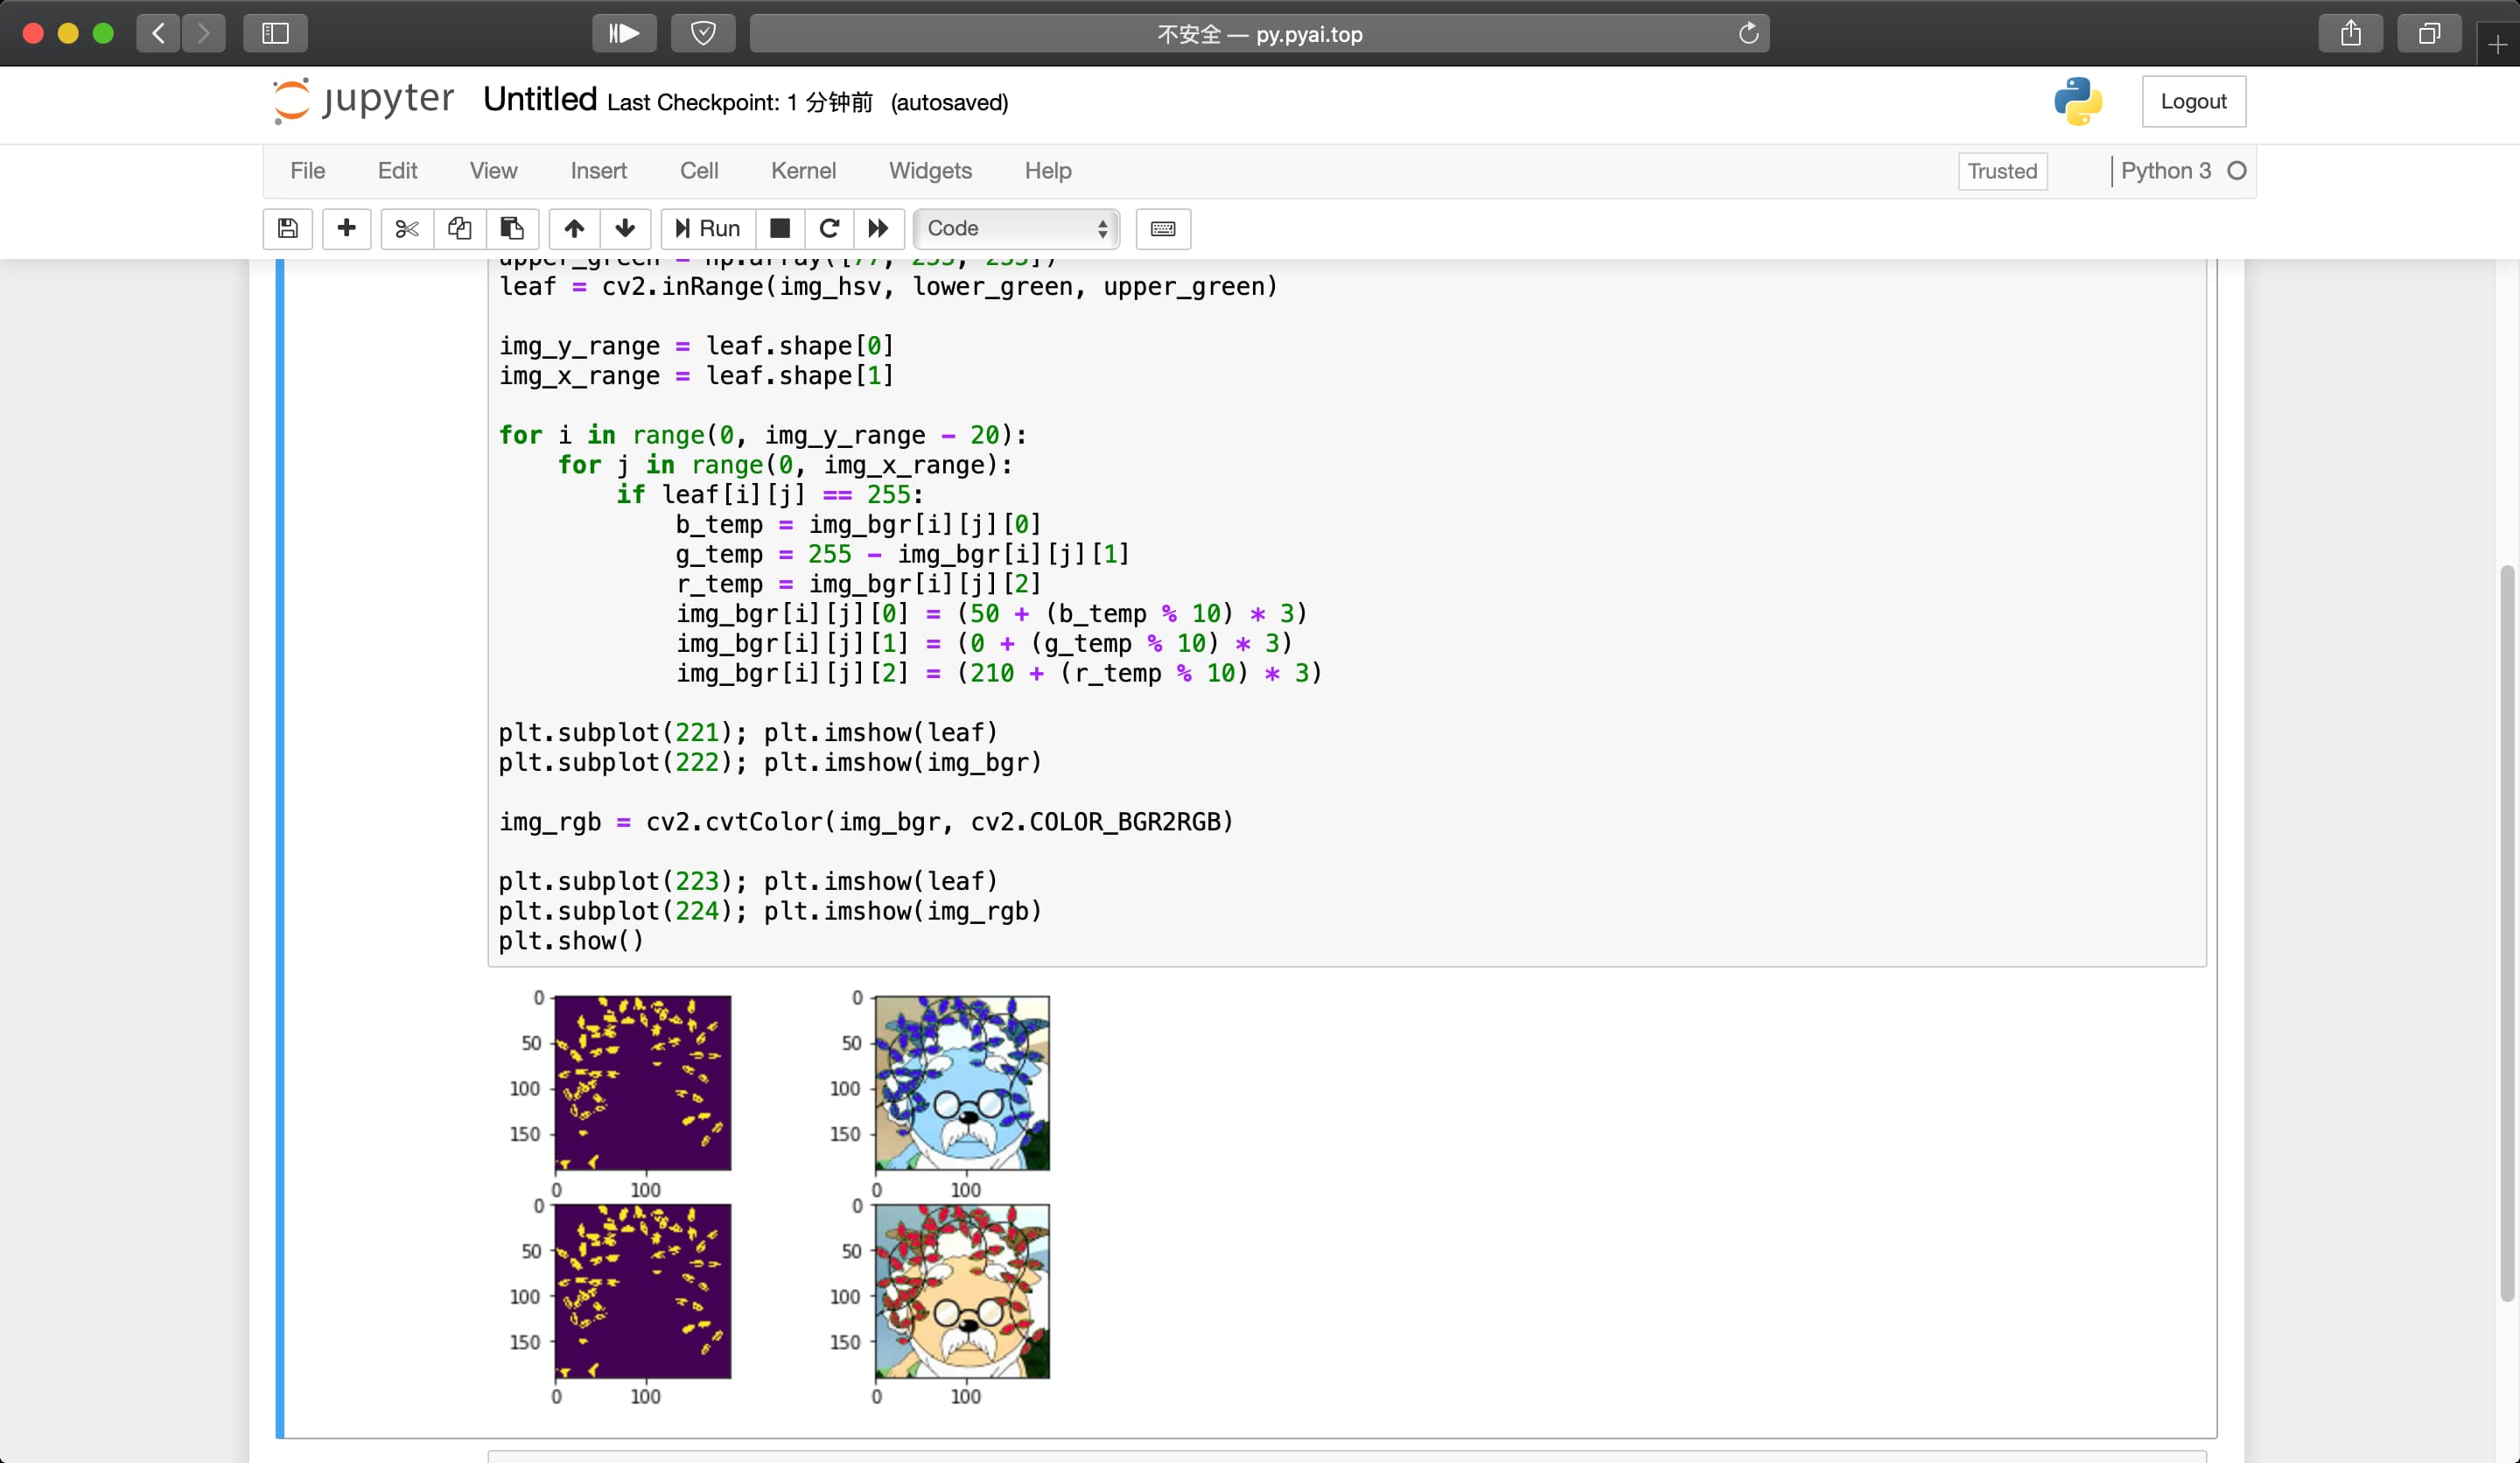 不安全 — py.pyai.top
jupyter Untitled Last Checkpoint: 1 分钟前 (autosaved)
Logout
File Edit View Insert Cell Kernel Widgets Help Trusted Python 3
Run Code
upper_green = np.array([77, 255, 255])
leaf = cv2.inRange(img_hsv, lower_green, upper_green)
img_y_range = leaf.shape[0]
img_x_range = leaf.shape[1]
for i in range(0, img_y_range - 20):
    for j in range(0, img_x_range):
        if leaf[i][j] == 255:
            b_temp = img_bgr[i][j][0]
            g_temp = 255 - img_bgr[i][j][1]
            r_temp = img_bgr[i][j][2]
            img_bgr[i][j][0] = (50 + (b_temp % 10) * 3)
            img_bgr[i][j][1] = (0 + (g_temp % 10) * 3)
            img_bgr[i][j][2] = (210 + (r_temp % 10) * 3)
plt.subplot(221); plt.imshow(leaf)
plt.subplot(222); plt.imshow(img_bgr)
img_rgb = cv2.cvtColor(img_bgr, cv2.COLOR_BGR2RGB)
plt.subplot(223); plt.imshow(leaf)
plt.subplot(224); plt.imshow(img_rgb)
plt.show()
0 0
50 50
100 100
150 150
0 100 0 100
0 0
50 50
100 100
150 150
0 100 0 100